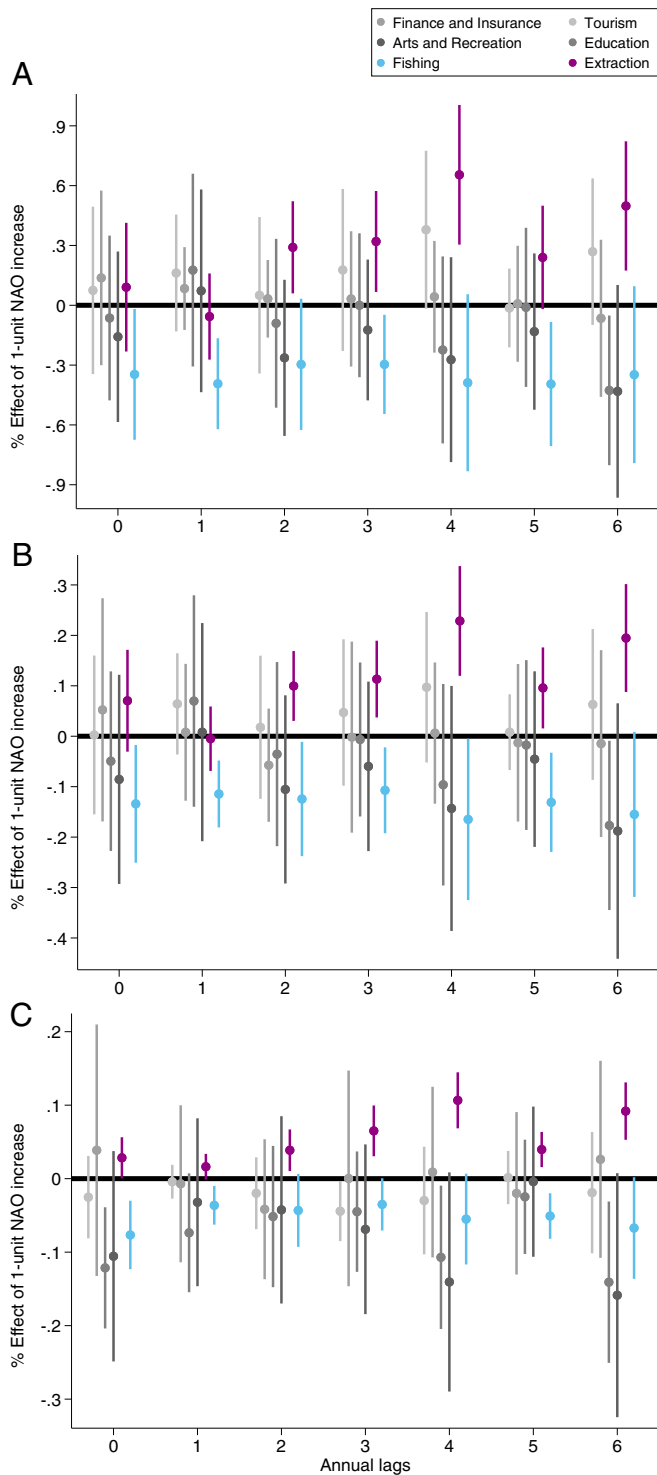 Finance and Insurance Tourism
Arts and Recreation Education
Fishing Extraction
A
.9
.6
.3
0
-.3
-.6
-.9
% Effect of 1-unit NAO increase
0 1 2 3 4 5 6
B
.3
.2
.1
0
-.1
-.2
-.3
-.4
% Effect of 1-unit NAO increase
0 1 2 3 4 5 6
C
.2
.1
0
-.1
-.2
-.3
% Effect of 1-unit NAO increase
0 1 2 3 4 5 6
Annual lags